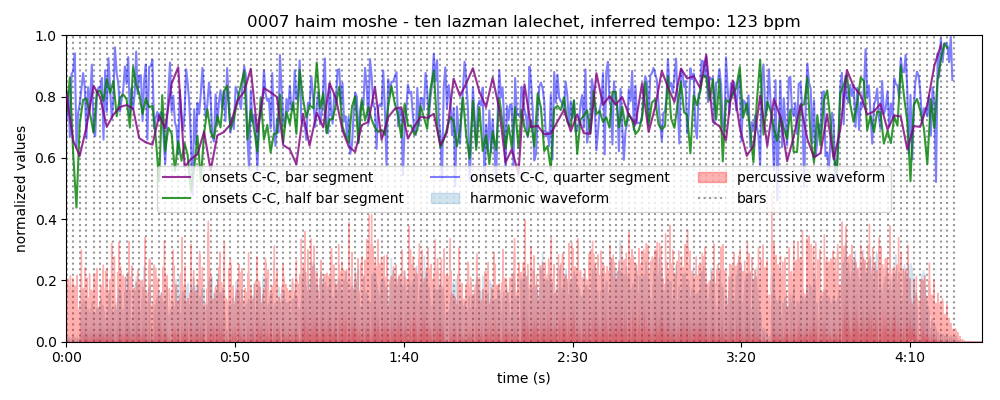 0007 haim moshe - ten lazman lalechet, inferred tempo: 123 bpm
1.0
0.8
0.6
0.4
0.2
0.0
normalized values
onsets C-C, bar segment
onsets C-C, half bar segment
onsets C-C, quarter segment
harmonic waveform
percussive waveform
bars
0:00 0:50 1:40 2:30 3:20 4:10
time (s)